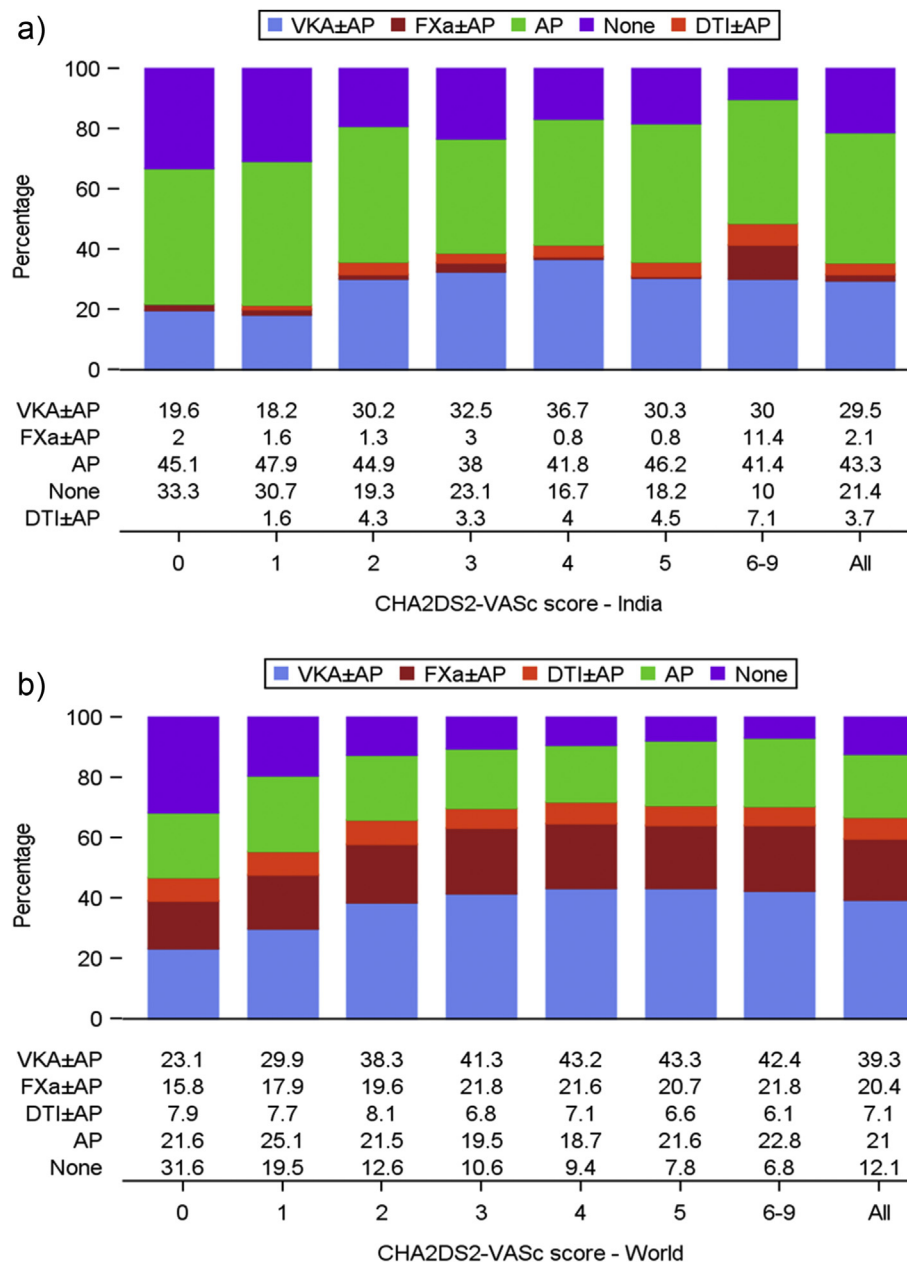 a)
VKA±AP FXa±AP AP None DTI±AP
100
80
60
40
20
0
Percentage
VKA±AP 19.6 18.2 30.2 32.5 36.7 30.3 30 29.5
FXa±AP 2 1.6 1.3 3 0.8 0.8 11.4 2.1
AP 45.1 47.9 44.9 38 41.8 46.2 41.4 43.3
None 33.3 30.7 19.3 23.1 16.7 18.2 10 21.4
DTI±AP 1.6 4.3 3.3 4 4.5 7.1 3.7
0 1 2 3 4 5 6-9 All
CHA2DS2-VASc score - India
b)
VKA±AP FXa±AP DTI±AP AP None
100
80
60
40
20
0
Percentage
VKA±AP 23.1 29.9 38.3 41.3 43.2 43.3 42.4 39.3
FXa±AP 15.8 17.9 19.6 21.8 21.6 20.7 21.8 20.4
DTI±AP 7.9 7.7 8.1 6.8 7.1 6.6 6.1 7.1
AP 21.6 25.1 21.5 19.5 18.7 21.6 22.8 21
None 31.6 19.5 12.6 10.6 9.4 7.8 6.8 12.1
0 1 2 3 4 5 6-9 All
CHA2DS2-VASc score - World